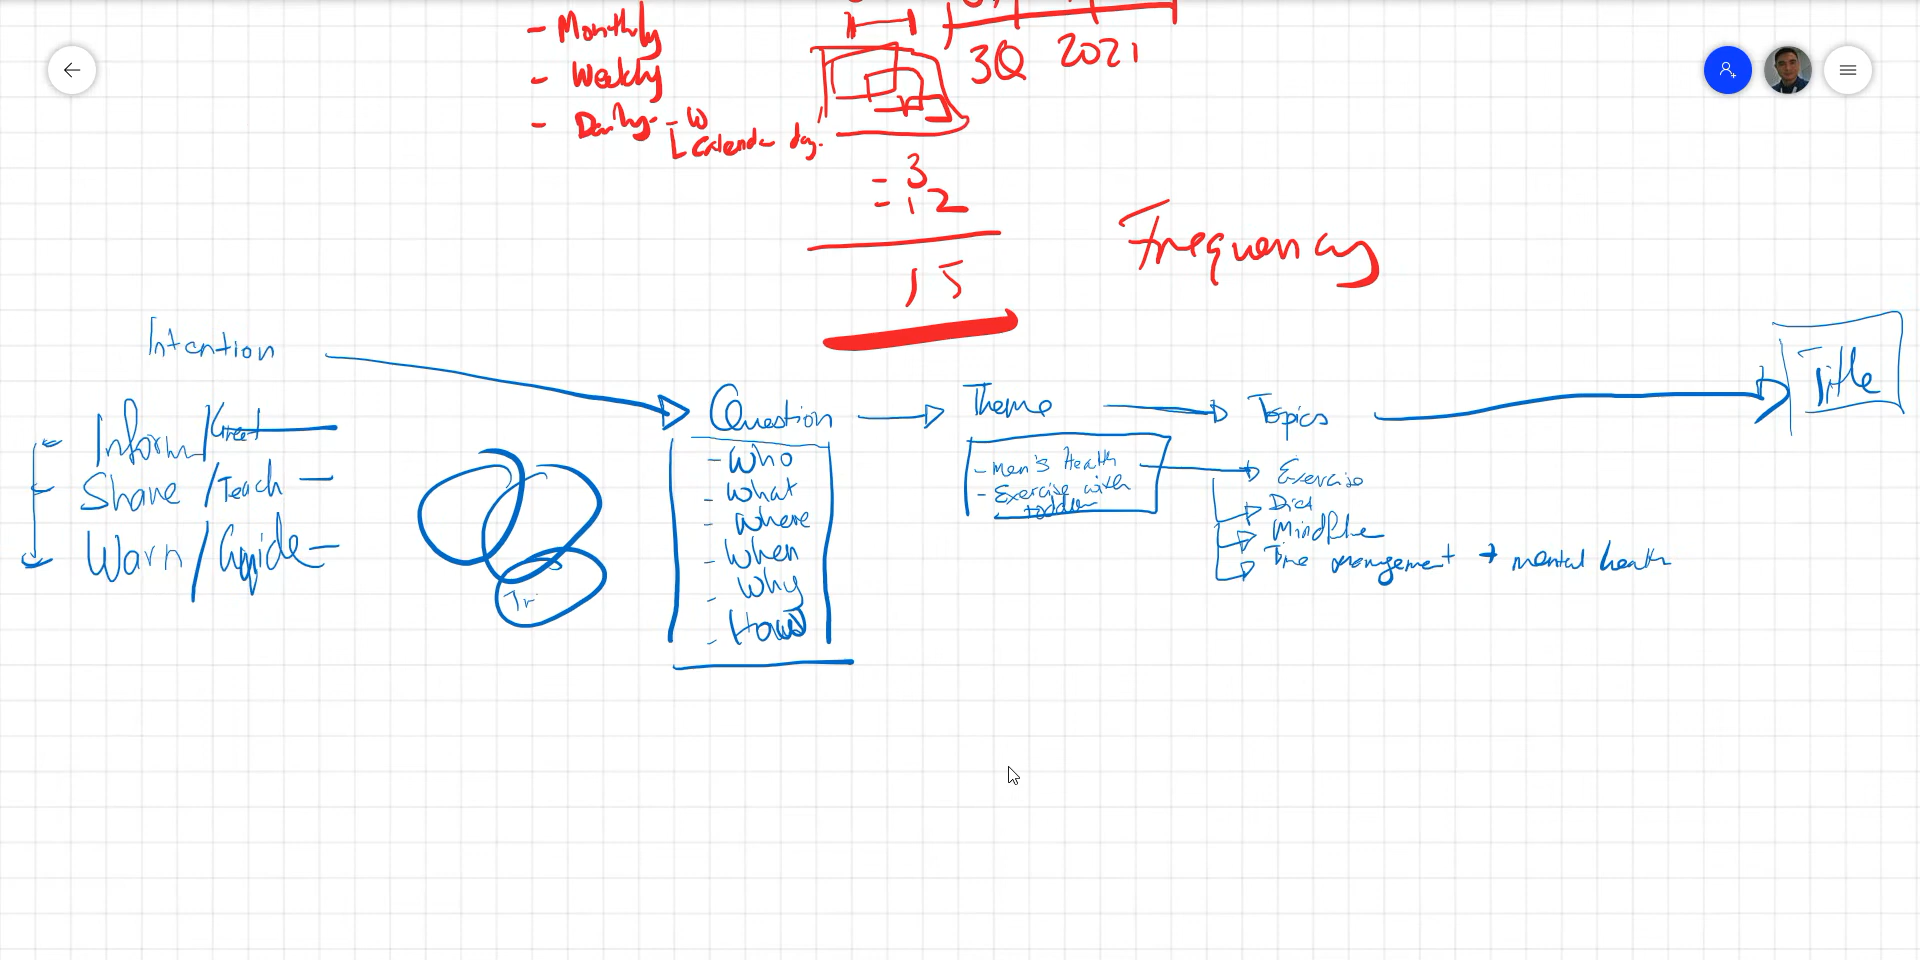 - Monthly
- Weekly
- Daily - W
Calendar day.
3Q 2021
- 3
- 12
15
Frequency
Intention
Inform /
Share / Teach -
Warn / Guide -
Tr
Question
- Who
- What
- Where
- When
- Why
- How
Theme
- Men's Health
- Exercise with
toddler
Topics
Exercise
Diet
Time management + mental health
Title